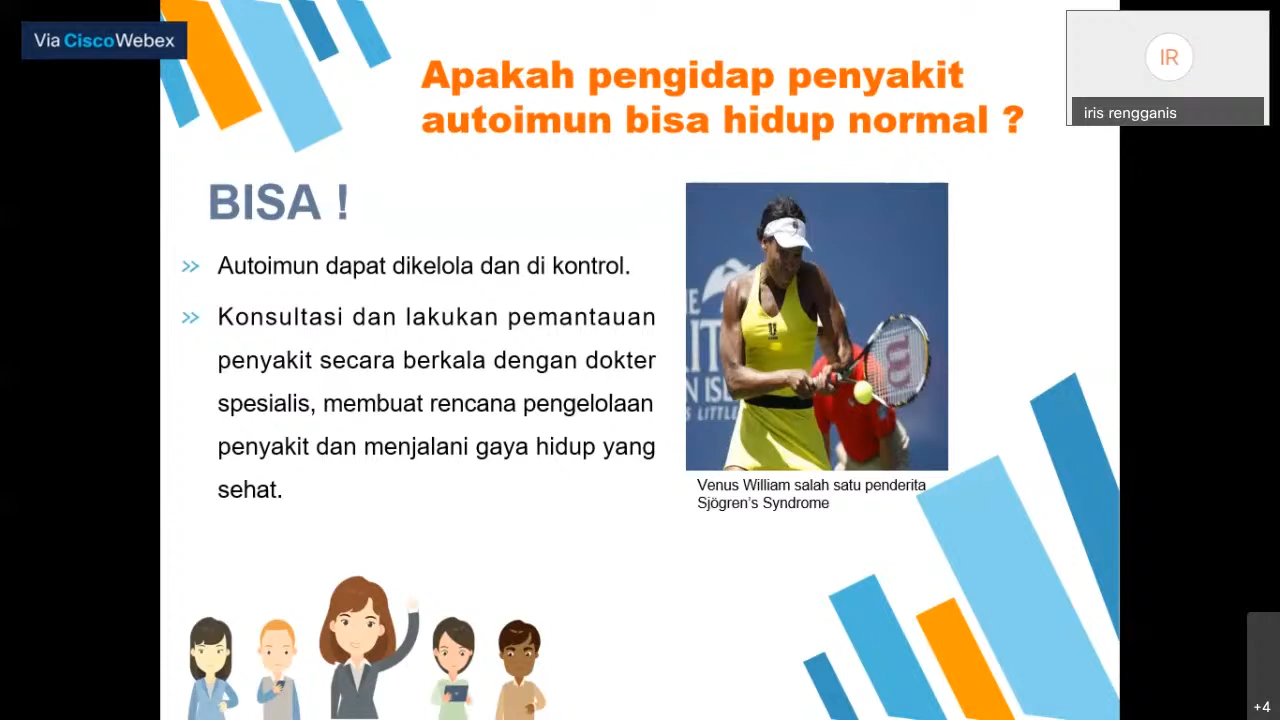 Via Cisco Webex
IR
iris rengganis
Apakah pengidap penyakit
autoimun bisa hidup normal ?
BISA !
Autoimun dapat dikelola dan di kontrol.
Konsultasi dan lakukan pemantauan
penyakit secara berkala dengan dokter
spesialis, membuat rencana pengelolaan
penyakit dan menjalani gaya hidup yang
sehat.
Venus William salah satu penderita
Sjögren's Syndrome
+4